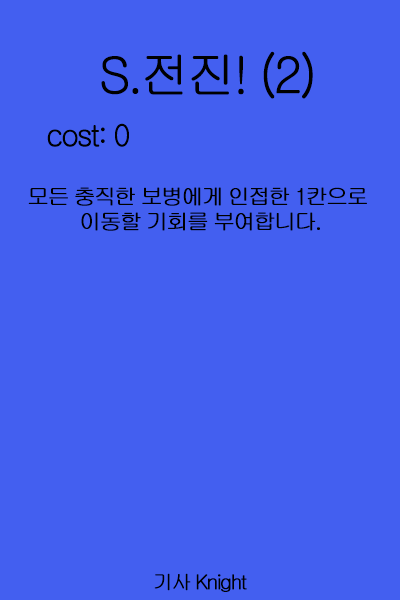 S.전진! (2)
cost: 0
모든 충직한 보병에게 인접한 1칸으로
이동할 기회를 부여합니다.
기사 Knight